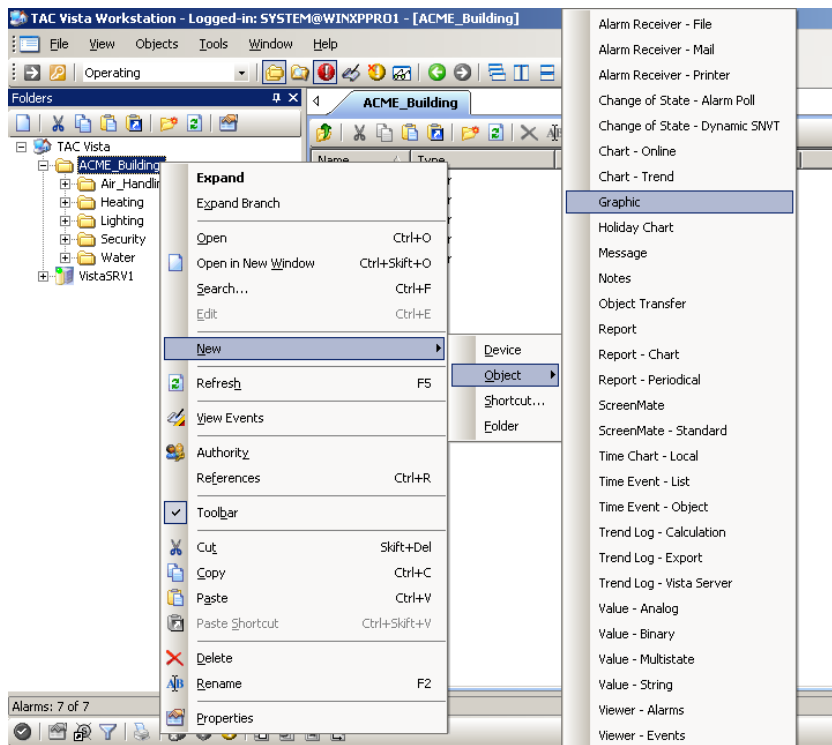 TAC Vista Workstation - Logged-in: SYSTEM@WINXPPRO1 - [ACME_Building]
File View Objects Tools Window Help
Operating
Folders
ACME_Building
TAC Vista
ACME_Building
Heating
Lighting
Security
Water
VistaSRV1
Name Type
Expand
Expand Branch
Open Ctrl+O
Open in New Window Ctrl+Skift+O
Search... Ctrl+F
Edit Ctrl+E
New
Refresh F5
View Events
Authority
References Ctrl+R
Toolbar
Cut Skift+Del
Copy Ctrl+C
Paste Ctrl+V
Paste Shortcut Ctrl+Skift+V
Delete
Rename F2
Properties
Device
Object
Shortcut...
Folder
Alarm Receiver - File
Alarm Receiver - Mail
Alarm Receiver - Printer
Change of State - Alarm Poll
Change of State - Dynamic SNVT
Chart - Online
Chart - Trend
Graphic
Holiday Chart
Message
Notes
Object Transfer
Report
Report - Chart
Report - Periodical
ScreenMate
ScreenMate - Standard
Time Chart - Local
Time Event - List
Time Event - Object
Trend Log - Calculation
Trend Log - Export
Trend Log - Vista Server
Value - Analog
Value - Binary
Value - Multistate
Value - String
Viewer - Alarms
Viewer - Events
Alarms: 7 of 7